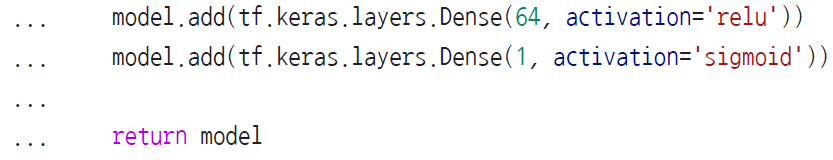 ...     model.add(tf.keras.layers.Dense(64, activation='relu'))
...     model.add(tf.keras.layers.Dense(1, activation='sigmoid'))
...
...     return model